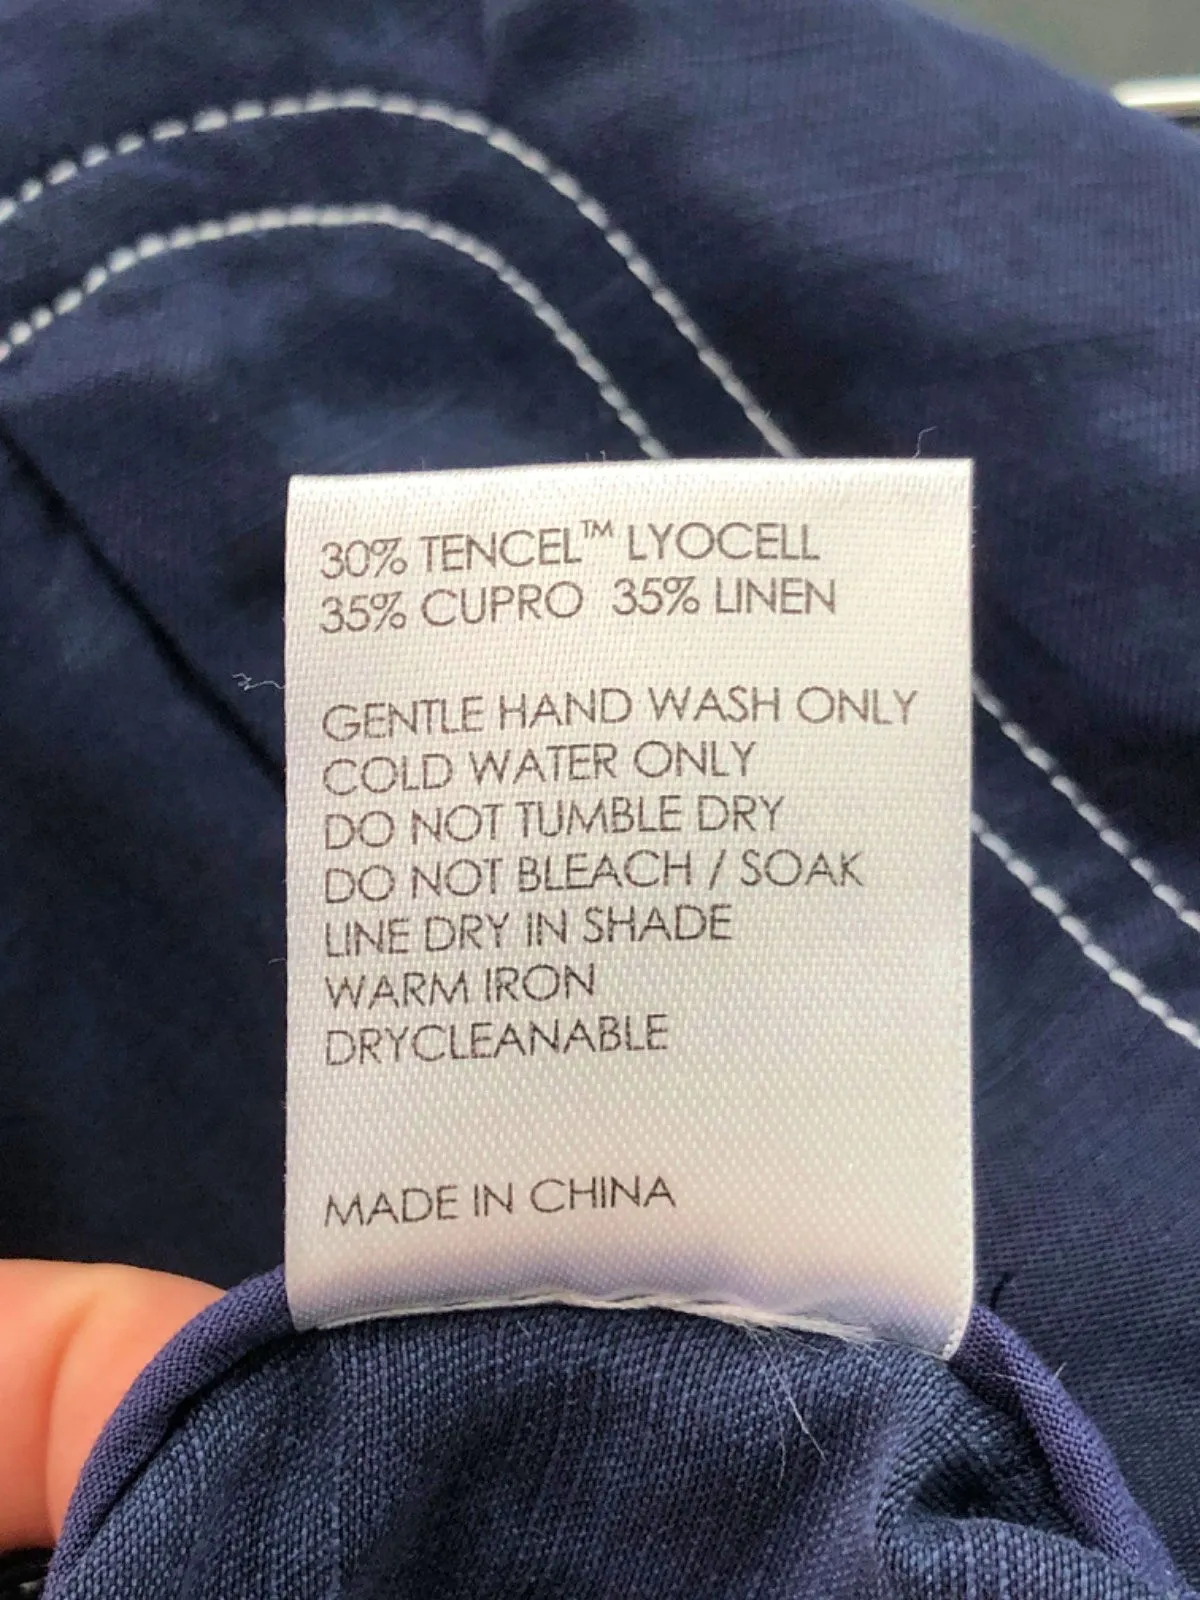 30% TENCEL™ LYOCELL
35% CUPRO 35% LINEN
GENTLE HAND WASH ONLY
COLD WATER ONLY
DO NOT TUMBLE DRY
DO NOT BLEACH / SOAK
LINE DRY IN SHADE
WARM IRON
DRYCLEANABLE
MADE IN CHINA